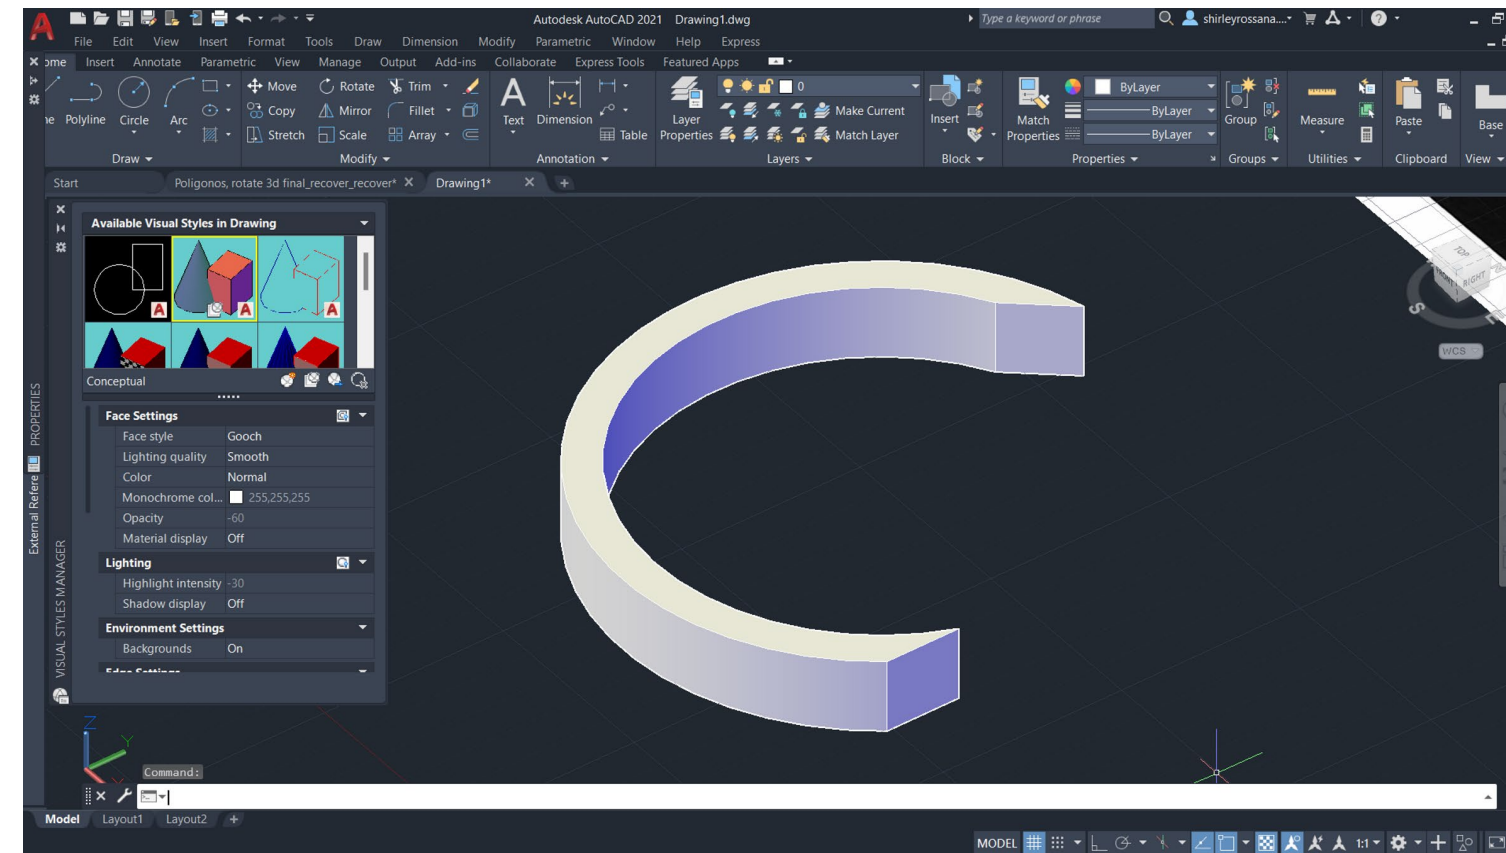 Autodesk AutoCAD 2021 Drawing1.dwg
Type a keyword or phrase
shirleyrossana....
File Edit View Insert Format Tools Draw Dimension Modify Parametric Window Help Express
ome Insert Annotate Parametric View Manage Output Add-ins Collaborate Express Tools Featured Apps
Move Rotate Trim
Copy Mirror Fillet
Stretch Scale Array
ne Polyline Circle Arc
Text Dimension
Table
Layer Properties
0
Make Current
Match Layer
Insert
Match Properties
ByLayer
ByLayer
ByLayer
Group
Measure
Paste
Base
Draw Modify Annotation Layers Block Properties Groups Utilities Clipboard View
Start Poligonos, rotate 3d final_recover_recover* Drawing1*
Available Visual Styles in Drawing
Conceptual
Face Settings
Face style Gooch
Lighting quality Smooth
Color Normal
Monochrome col... 255,255,255
Opacity -60
Material display Off
Lighting
Highlight intensity -30
Shadow display Off
Environment Settings
Backgrounds On
Edge Settings
PROPERTIES
External Refere
VISUAL STYLES MANAGER
TOP
RIGHT
S
WCS
Z
Y
X
Command:
Model Layout1 Layout2
MODEL
1:1